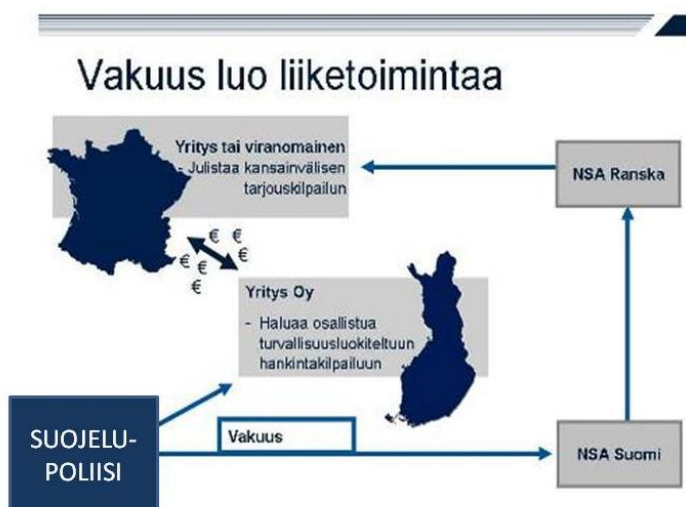 Vakuus luo liiketoimintaa
Yritys tai viranomainen
- Julistaa kansainvälisen
tarjouskilpailun
NSA Ranska
€ €
€ €
€
€
Yritys Oy
- Haluaa osallistua
turvallisuusluokiteltuun
hankintakilpailuun
SUOJELU-
POLIISI
Vakuus
NSA Suomi